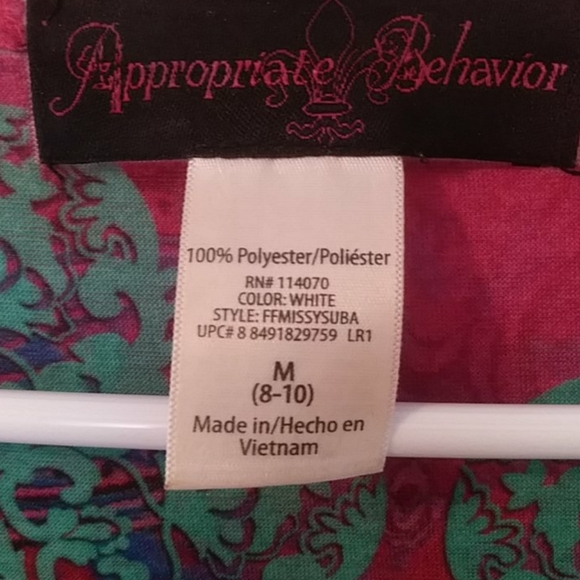 Appropriate Behavior
100% Polyester/Poliéster
RN# 114070
COLOR: WHITE
STYLE: FFMISSYSUBA
UPC# 8 8491829759 LR1
M
(8-10)
Made in/Hecho en
Vietnam